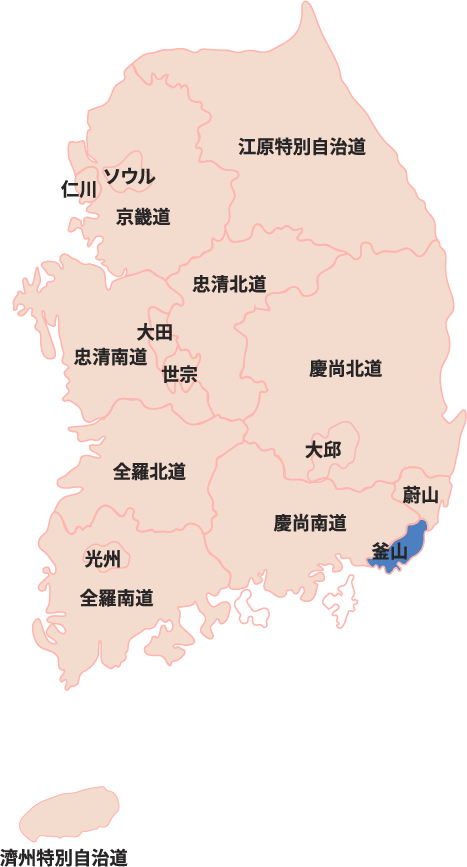 江原特別自治道
ソウル
仁川
京畿道
忠清北道
大田
忠清南道
世宗
慶尚北道
大邱
全羅北道
蔚山
慶尚南道
釜山
光州
全羅南道
済州特別自治道